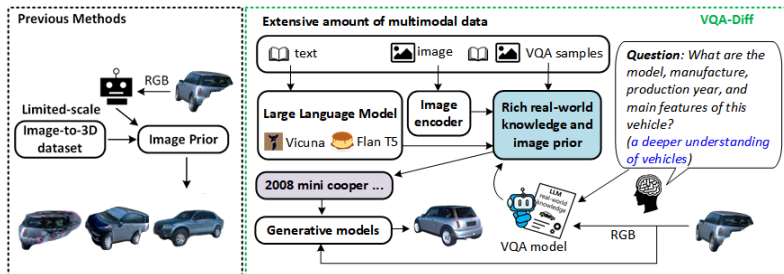 Previous Methods
RGB
Limited-scale
Image-to-3D
dataset
Image Prior
Extensive amount of multimodal data
VQA-Diff
text
image
VQA samples
Large Language Model
Vicuna
Flan T5
Image
encoder
Rich real-world
knowledge and
image prior
Question: What are the
model, manufacture,
production year, and
main features of this
vehicle?
(a deeper understanding
of vehicles)
2008 mini cooper ...
Generative models
LLM
real-world
knowledge
VQA model
RGB